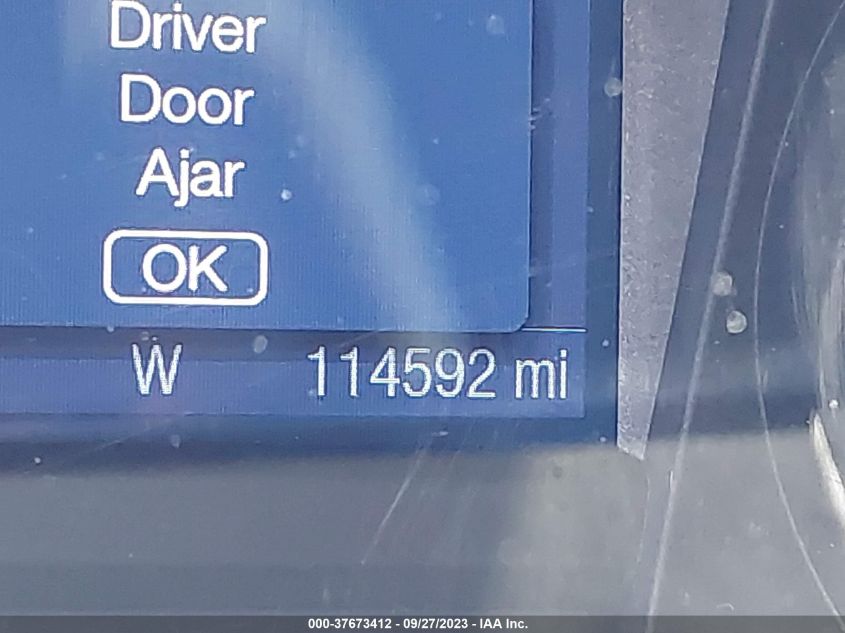 Driver
Door
Ajar
OK
W 114592 mi
000-37673412 - 09/27/2023 - IAA Inc.